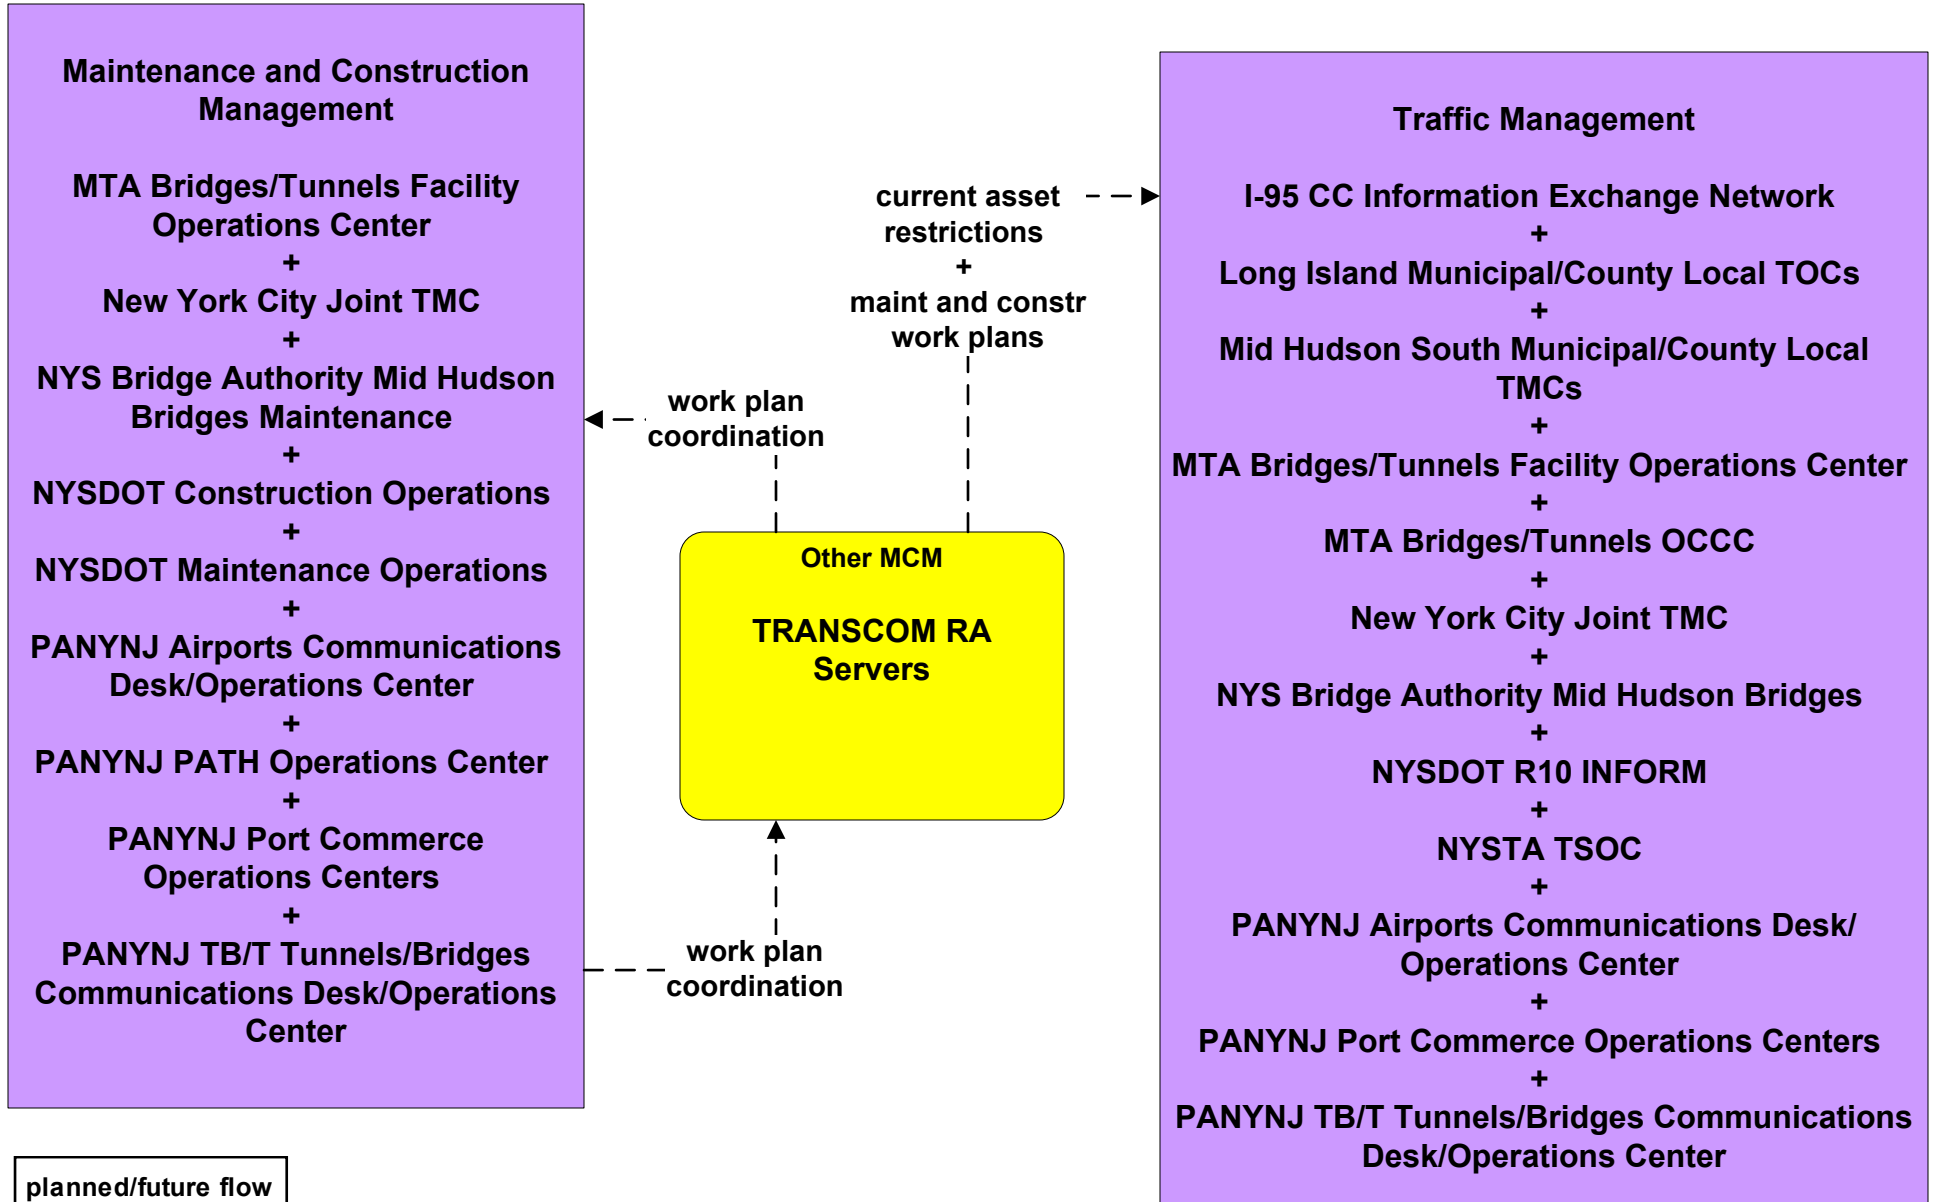 Maintenance and Construction
Management
MTA Bridges/Tunnels Facility
Operations Center
+
New York City Joint TMC
+
NYS Bridge Authority Mid Hudson
Bridges Maintenance
+
NYSDOT Construction Operations
+
NYSDOT Maintenance Operations
+
PANYNJ Airports Communications
Desk/Operations Center
+
PANYNJ PATH Operations Center
+
PANYNJ Port Commerce
Operations Centers
+
PANYNJ TB/T Tunnels/Bridges
Communications Desk/Operations
Center
planned/future flow
work plan
coordination
current asset
restrictions
+
maint and constr
work plans
Other MCM
TRANSCOM RA
Servers
work plan
coordination
Traffic Management
I-95 CC Information Exchange Network
+
Long Island Municipal/County Local TOCs
+
Mid Hudson South Municipal/County Local
TMCs
+
MTA Bridges/Tunnels Facility Operations Center
+
MTA Bridges/Tunnels OCCC
+
New York City Joint TMC
+
NYS Bridge Authority Mid Hudson Bridges
+
NYSDOT R10 INFORM
+
NYSTA TSOC
+
PANYNJ Airports Communications Desk/
Operations Center
+
PANYNJ Port Commerce Operations Centers
+
PANYNJ TB/T Tunnels/Bridges Communications
Desk/Operations Center